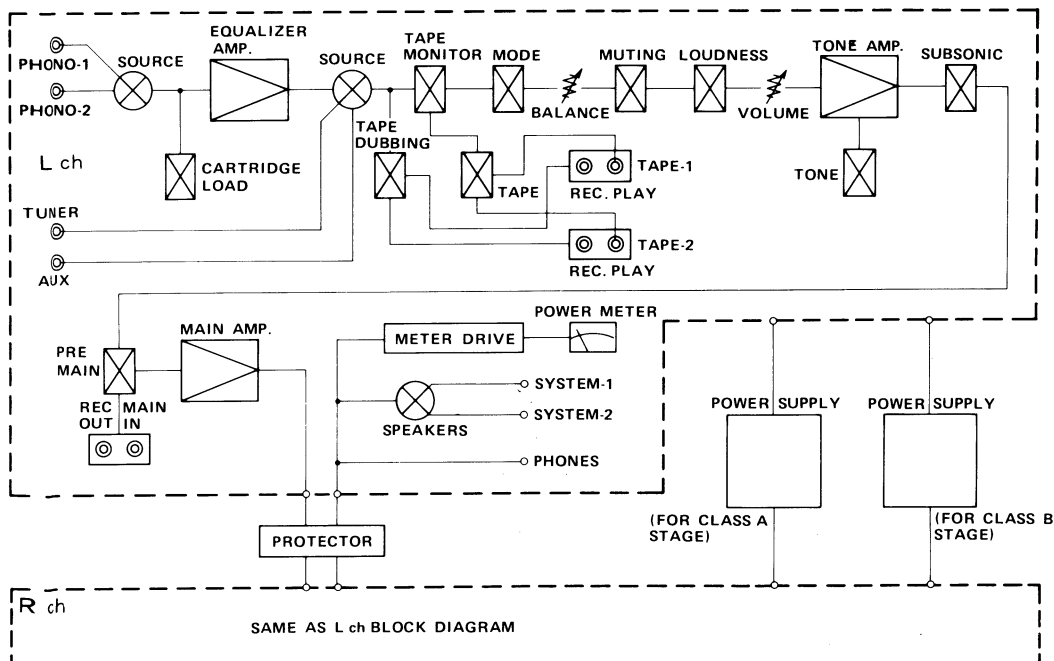 PHONO-1
PHONO-2
SOURCE
EQUALIZER
AMP.
SOURCE
TAPE
MONITOR
MODE
BALANCE
MUTING
LOUDNESS
VOLUME
TONE AMP.
SUBSONIC
L ch
CARTRIDGE
LOAD
TAPE
DUBBING
TAPE
TAPE-1
REC. PLAY
TAPE-2
REC. PLAY
TONE
TUNER
AUX
PRE
MAIN
MAIN AMP.
REC
OUT
MAIN
IN
METER DRIVE
POWER METER
SPEAKERS
SYSTEM-1
SYSTEM-2
PHONES
POWER SUPPLY
(FOR CLASS A
STAGE)
POWER SUPPLY
(FOR CLASS B
STAGE)
PROTECTOR
R ch
SAME AS L ch BLOCK DIAGRAM